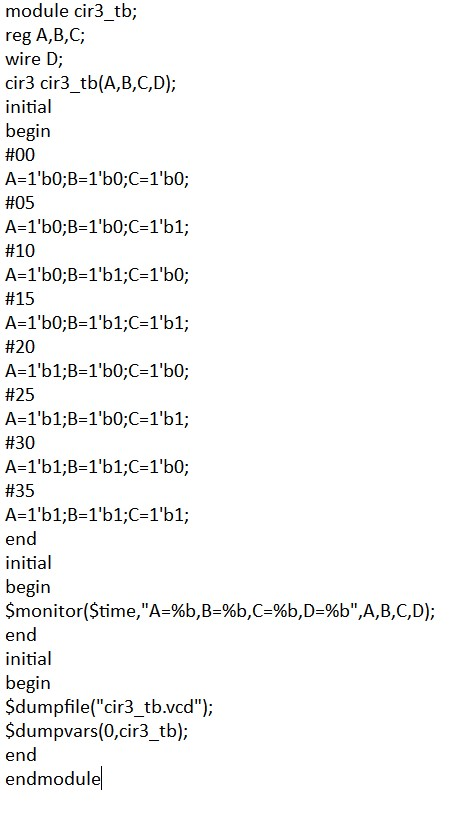 module cir3_tb;
reg A,B,C;
wire D;
cir3 cir3_tb(A,B,C,D);
initial
begin
#00
A=1'b0;B=1'b0;C=1'b0;
#05
A=1'b0;B=1'b0;C=1'b1;
#10
A=1'b0;B=1'b1;C=1'b0;
#15
A=1'b0;B=1'b1;C=1'b1;
#20
A=1'b1;B=1'b0;C=1'b0;
#25
A=1'b1;B=1'b0;C=1'b1;
#30
A=1'b1;B=1'b1;C=1'b0;
#35
A=1'b1;B=1'b1;C=1'b1;
end
initial
begin
$monitor($time,"A=%b,B=%b,C=%b,D=%b",A,B,C,D);
end
initial
begin
$dumpfile("cir3_tb.vcd");
$dumpvars(0,cir3_tb);
end
endmodule